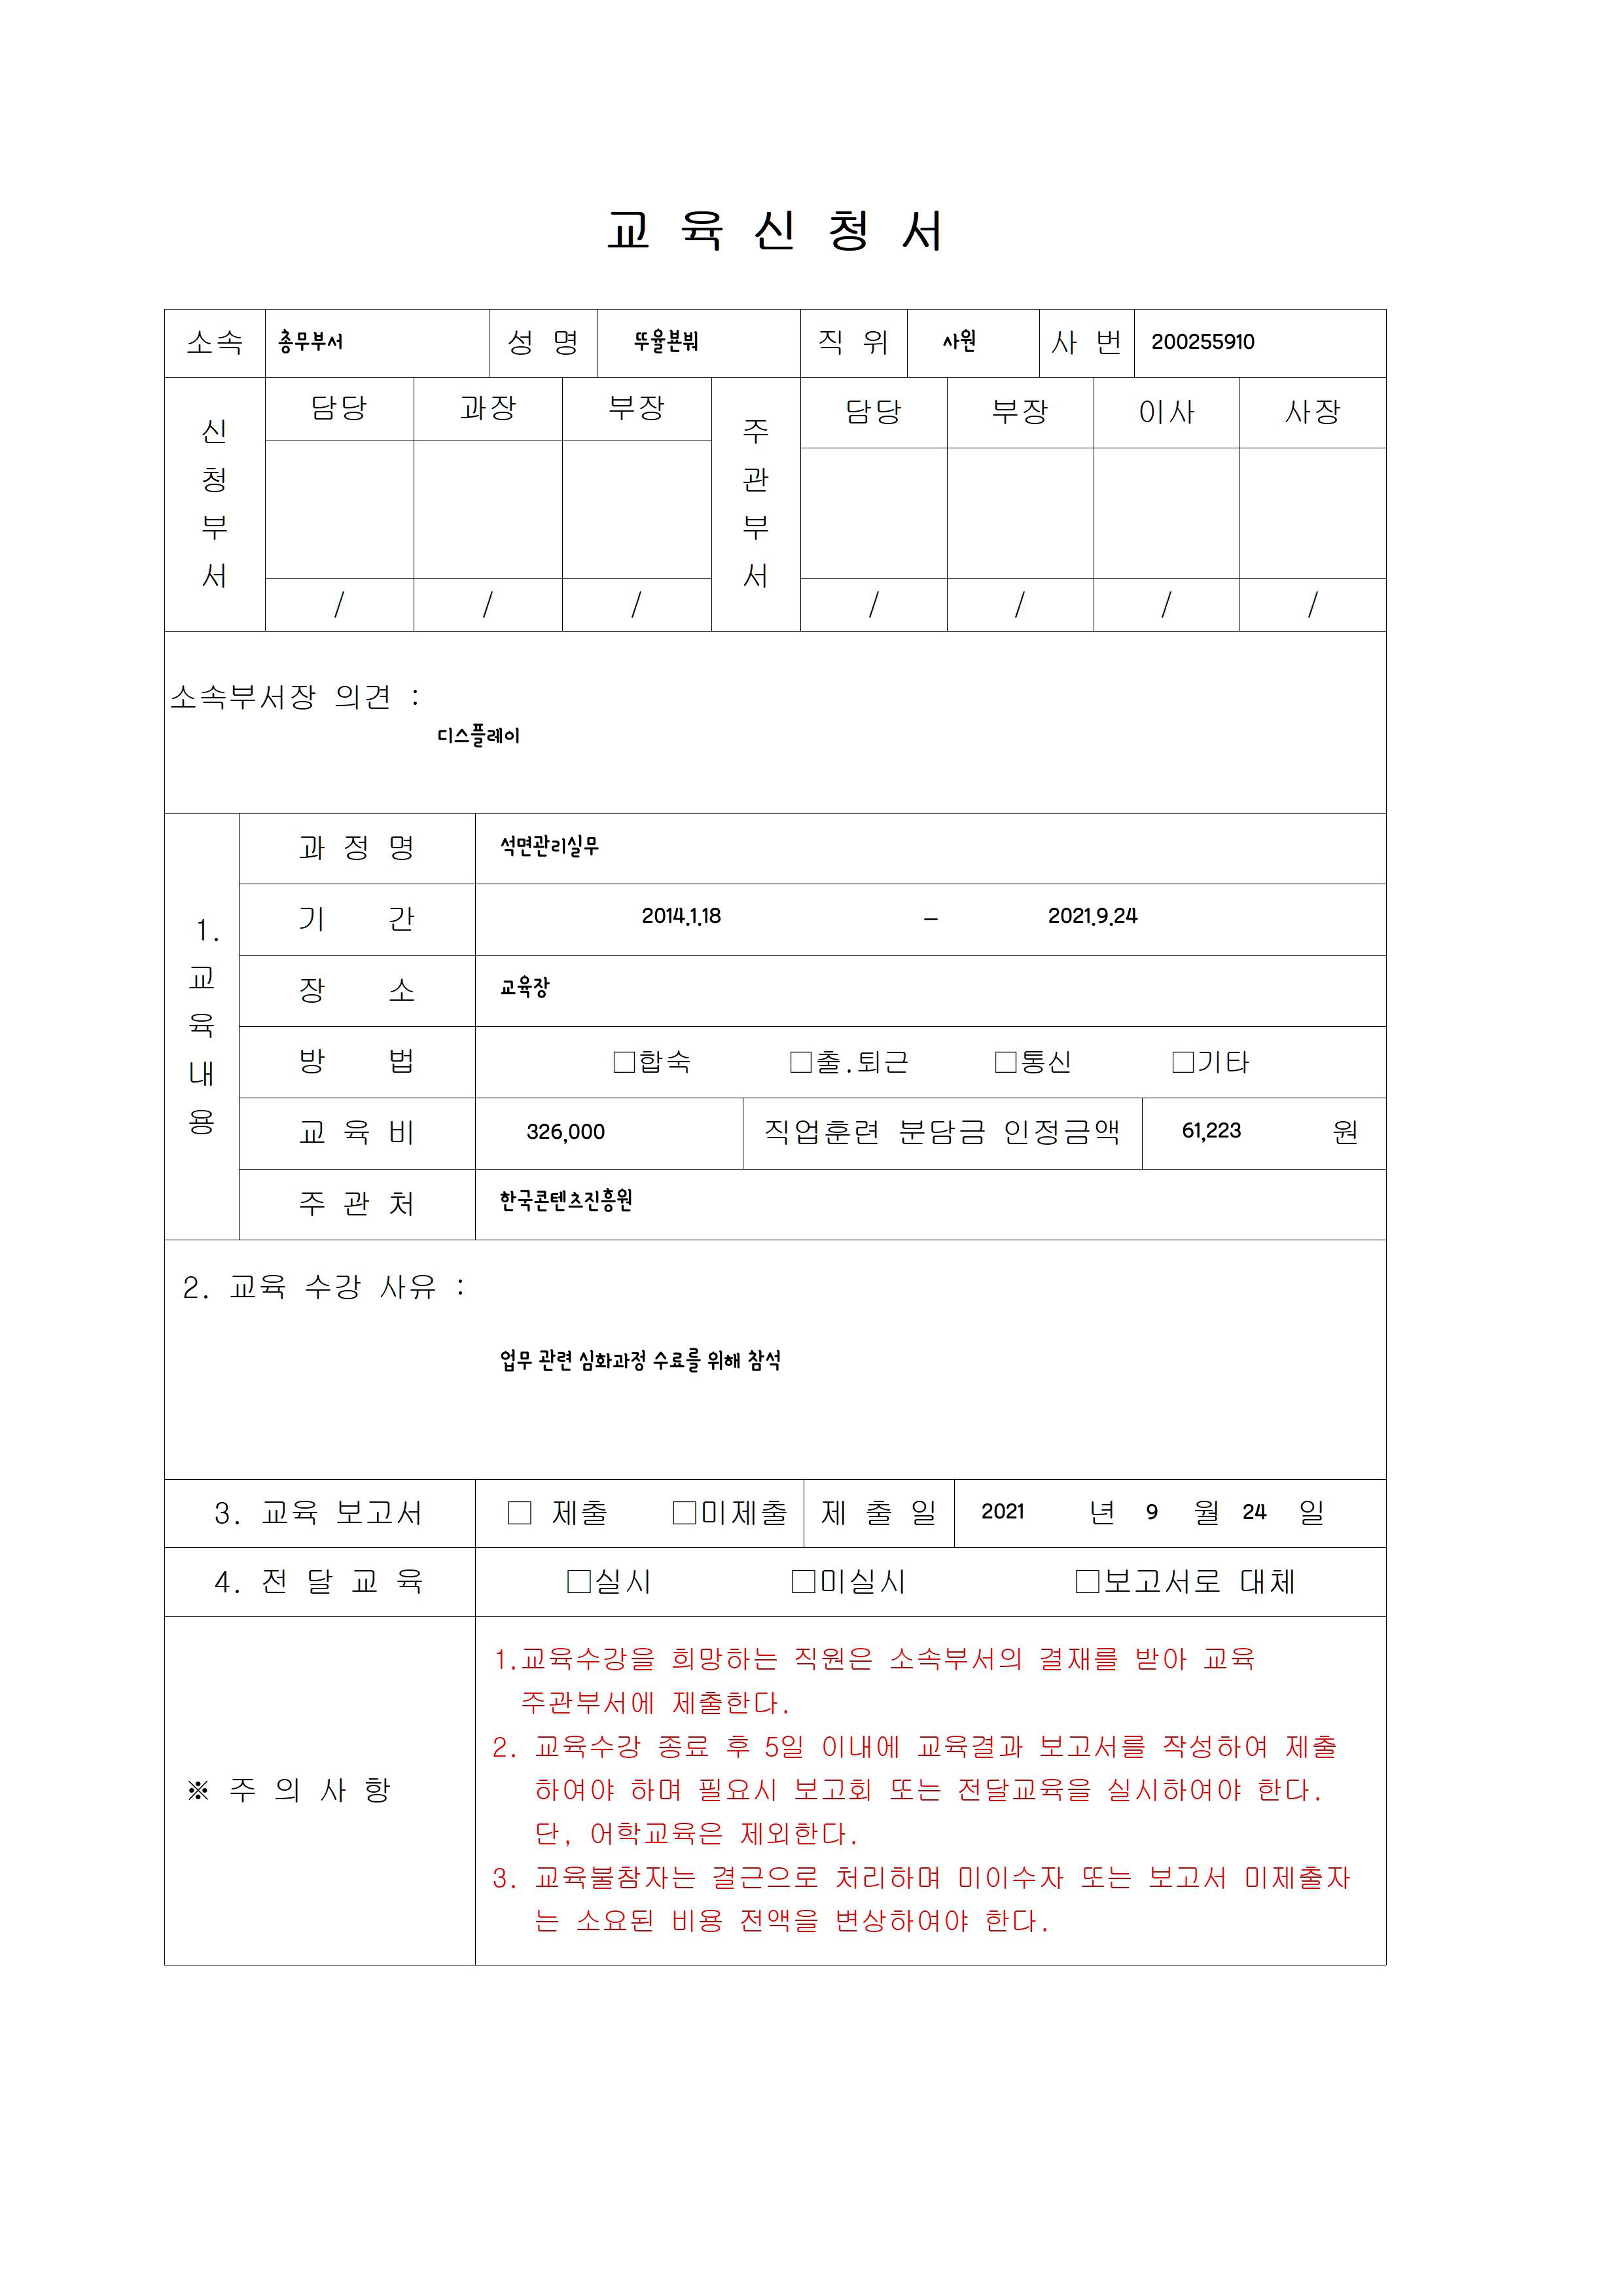 교 육 신 청 서
소속 총무부서 성 명 뚜율뵨붜 직 위 사원 사 번 200255910
신청부서 담당 과장 부장 주관부서 담당 부장 이사 사장
/ / / / / / /
소속부서장 의견 :
디스플레이
1. 교육내용
과 정 명 석면관리실무
기 간 2014.1.18 – 2021.9.24
장 소 교육장
방 법 □합숙 □출.퇴근 □통신 □기타
교 육 비 326,000 직업훈련 분담금 인정금액 61,223 원
주 관 처 한국콘텐츠진흥원
2. 교육 수강 사유 :
업무 관련 심화과정 수료를 위해 참석
3. 교육 보고서 □ 제출 □미제출 제 출 일 2021 년 9 월 24 일
4. 전 달 교 육 □실시 □미실시 □보고서로 대체
※ 주 의 사 항
1.교육수강을 희망하는 직원은 소속부서의 결재를 받아 교육
주관부서에 제출한다.
2. 교육수강 종료 후 5일 이내에 교육결과 보고서를 작성하여 제출
하여야 하며 필요시 보고회 또는 전달교육을 실시하여야 한다.
단, 어학교육은 제외한다.
3. 교육불참자는 결근으로 처리하며 미이수자 또는 보고서 미제출자
는 소요된 비용 전액을 변상하여야 한다.